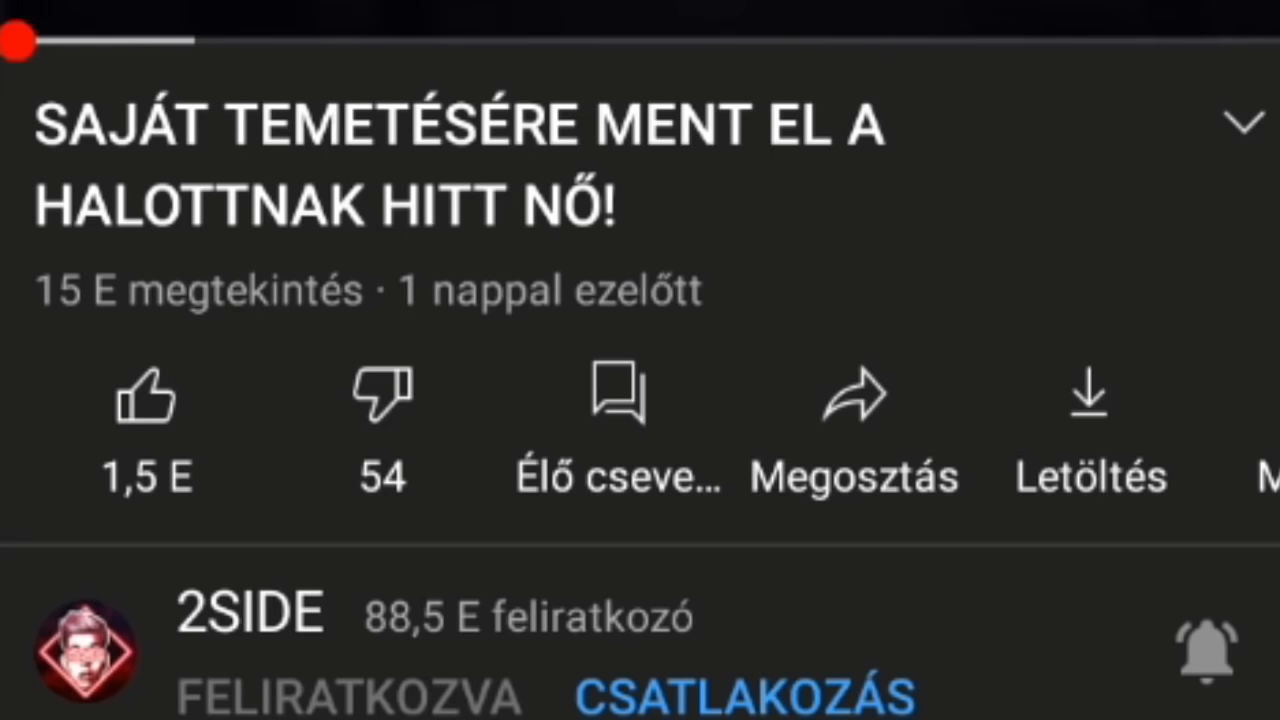 SAJÁT TEMETÉSÉRE MENT EL A
HALOTTNAK HITT NŐ!
15 E megtekintés · 1 nappal ezelőtt
1,5 E 54 Élő cseve... Megosztás Letöltés M
2SIDE 88,5 E feliratkozó
FELIRATKOZVA CSATLAKOZÁS